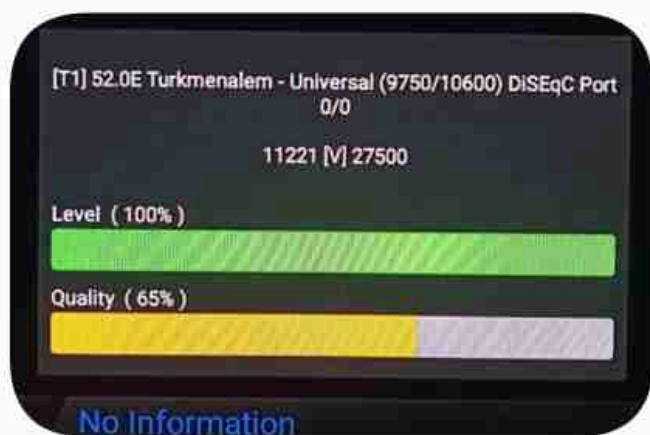 [T1] 52.0E Turkmenalem - Universal (9750/10600) DiSEqC Port
0/0
11221 [V] 27500
Level ( 100% )
Quality ( 65% )
No Information